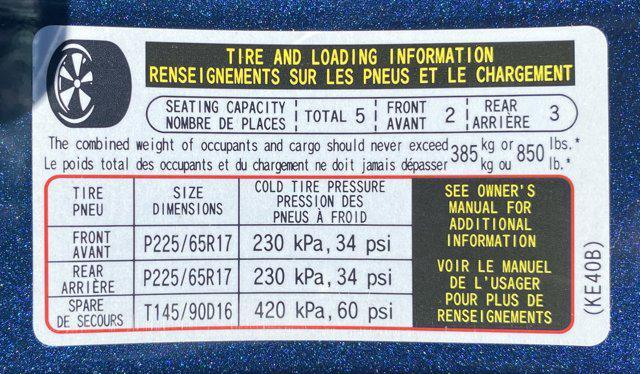 TIRE AND LOADING INFORMATION
RENSEIGNEMENTS SUR LES PNEUS ET LE CHARGEMENT
SEATING CAPACITY
NOMBRE DE PLACES
TOTAL 5
FRONT
AVANT
2
REAR
ARRIÈRE
3
The combined weight of occupants and cargo should never exceed 385 kg or 850 lbs.*
Le poids total des occupants et du chargement ne doit jamais dépasser kg ou lb.*
TIRE
PNEU
SIZE
DIMENSIONS
COLD TIRE PRESSURE
PRESSION DES
PNEUS À FROID
FRONT
AVANT
P225/65R17
230 kPa, 34 psi
REAR
ARRIÈRE
P225/65R17
230 kPa, 34 psi
SPARE
DE SECOURS
T145/90D16
420 kPa, 60 psi
SEE OWNER'S
MANUAL FOR
ADDITIONAL
INFORMATION
VOIR LE MANUEL
DE L'USAGER
POUR PLUS DE
RENSEIGNEMENTS
(KE40B)